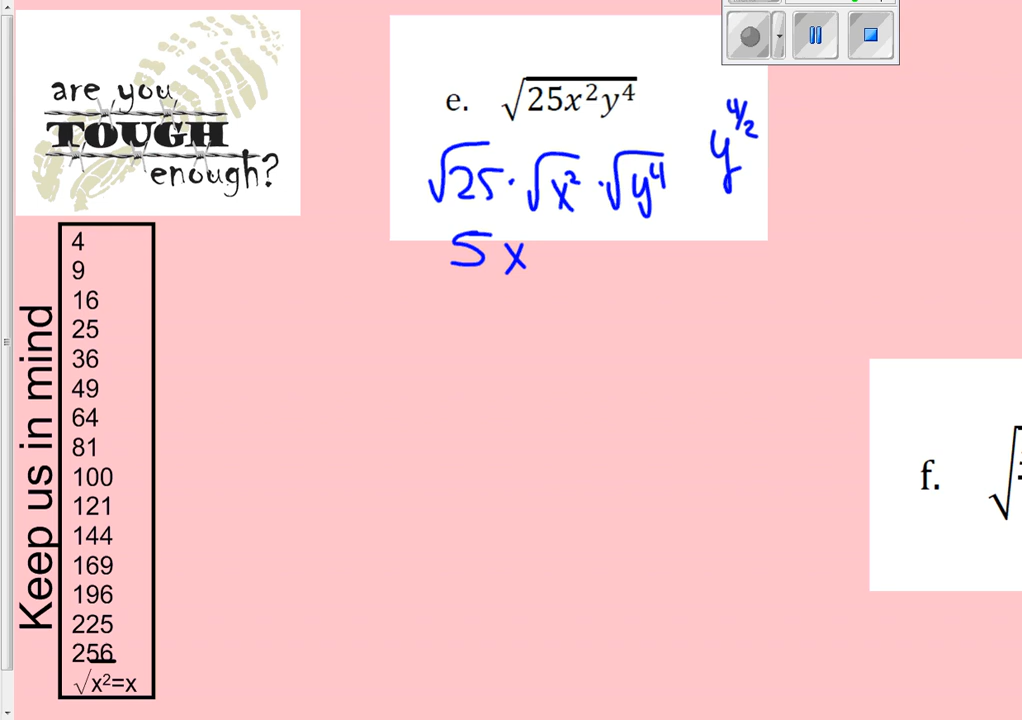 are you
TOUGH
enough?
e. √25x²y⁴
√25 · √x² · √y⁴
y^4/2
5 x
Keep us in mind
4
9
16
25
36
49
64
81
100
121
144
169
196
225
256
√x²=x
f. √